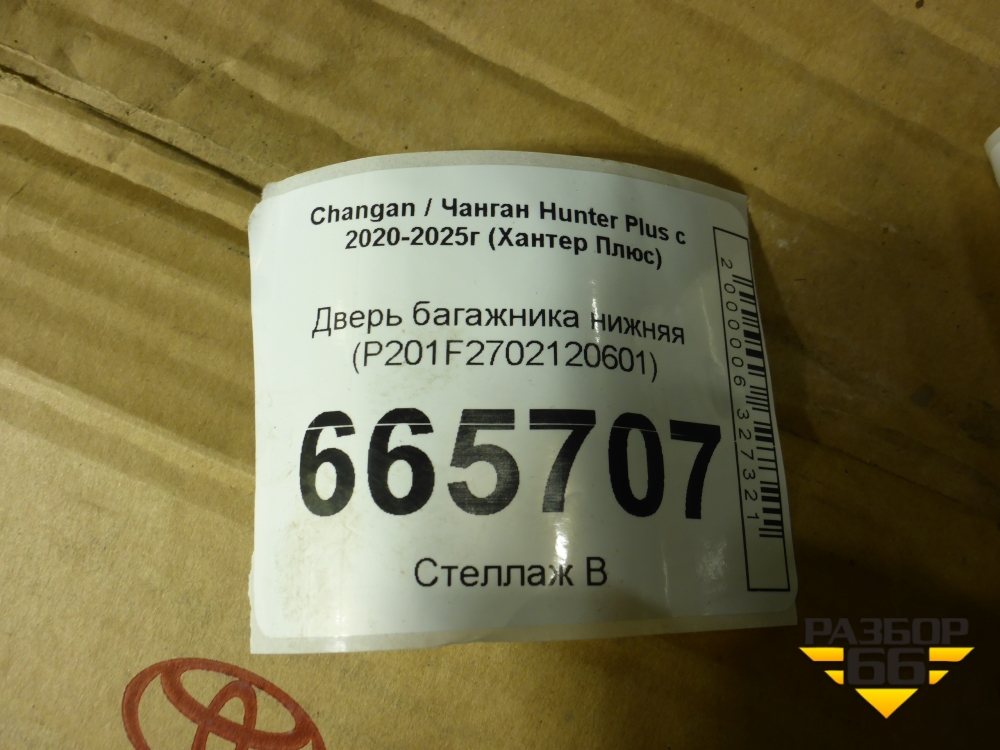 Changan / Чанган Hunter Plus с
2020-2025г (Хантер Плюс)
Дверь багажника нижняя
(P201F2702120601)
665707
Стеллаж В
2000006327321
РАЗБОР
66